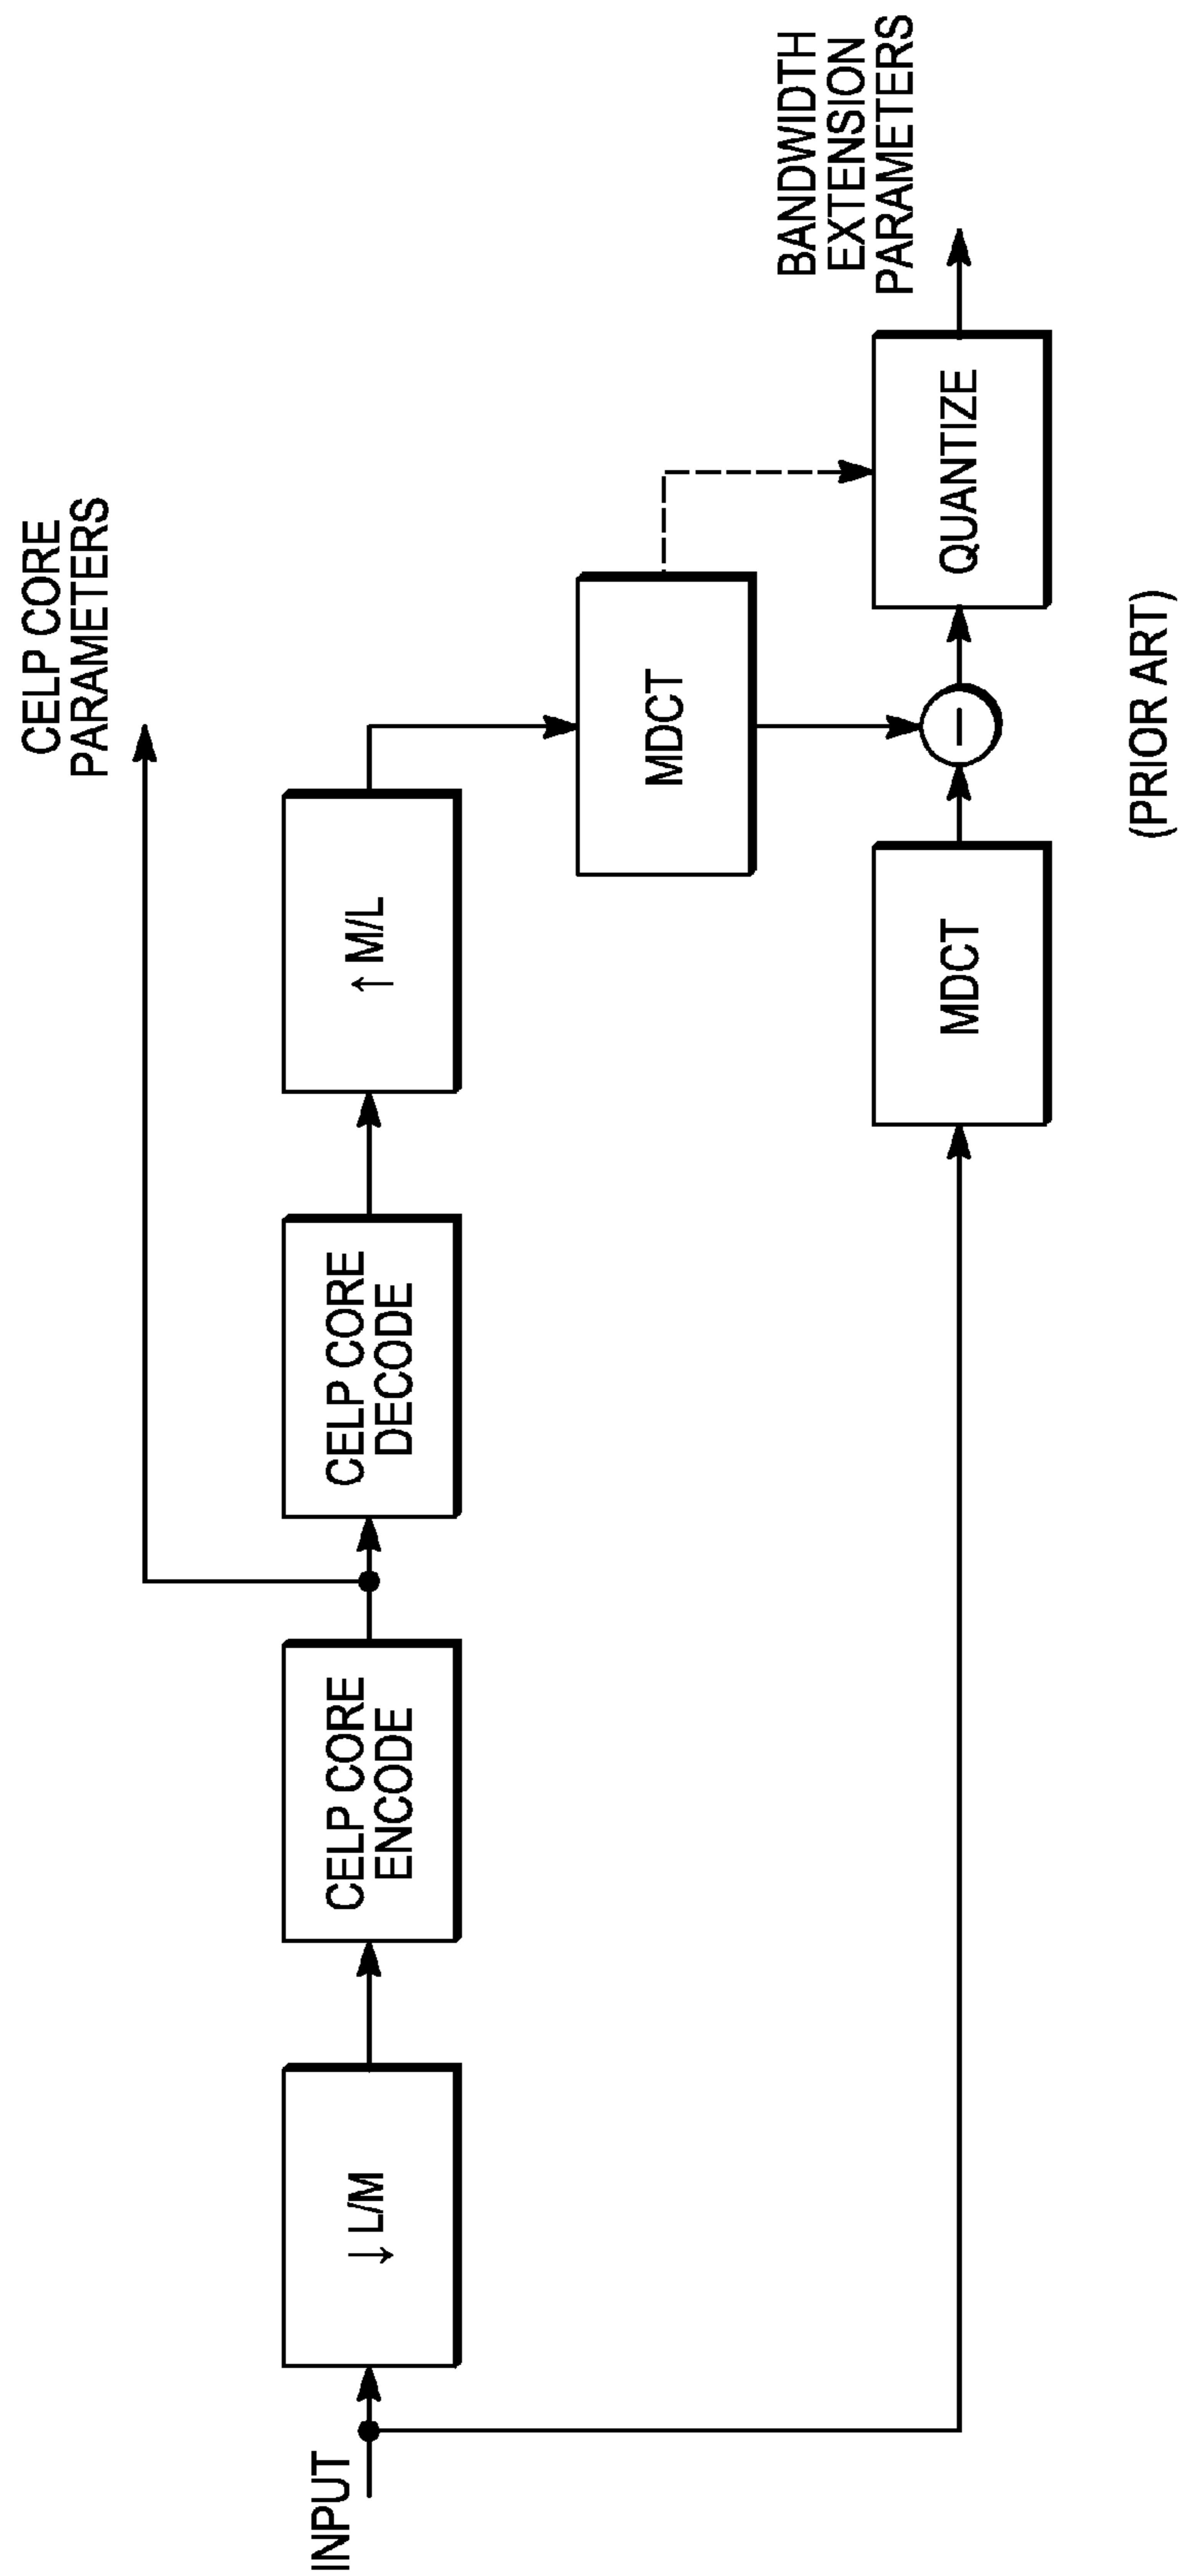 CELP CORE
PARAMETERS
INPUT
↓ L/M
CELP CORE
ENCODE
CELP CORE
DECODE
↑ M/L
MDCT
MDCT
–
QUANTIZE
BANDWIDTH
EXTENSION
PARAMETERS
(PRIOR ART)